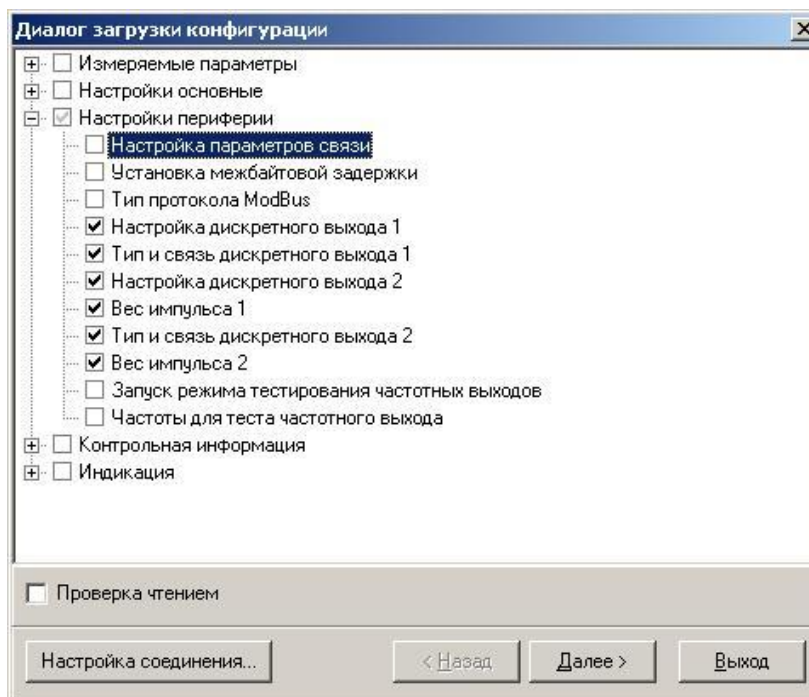 Диалог загрузки конфигурации
Измеряемые параметры
Настройки основные
Настройки периферии
Настройка параметров связи
Установка межбайтовой задержки
Тип протокола ModBus
Настройка дискретного выхода 1
Тип и связь дискретного выхода 1
Настройка дискретного выхода 2
Вес импульса 1
Тип и связь дискретного выхода 2
Вес импульса 2
Запуск режима тестирования частотных выходов
Частоты для теста частотного выхода
Контрольная информация
Индикация
Проверка чтением
Настройка соединения... < Назад Далее > Выход